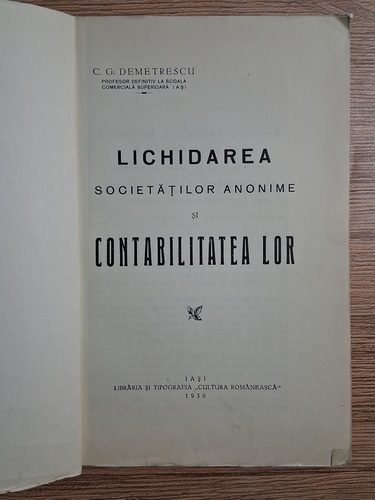 C. G. DEMETRESCU
PROFESOR DEFINITIV LA SCOALA
COMERCIALĂ SUPERIOARĂ IAȘI
LICHIDAREA
SOCIETĂȚILOR ANONIME
ȘI
CONTABILITATEA LOR
IAȘI
LIBRĂRIA ȘI TIPOGRAFIA „CULTURA ROMÂNEASCĂ“
1930